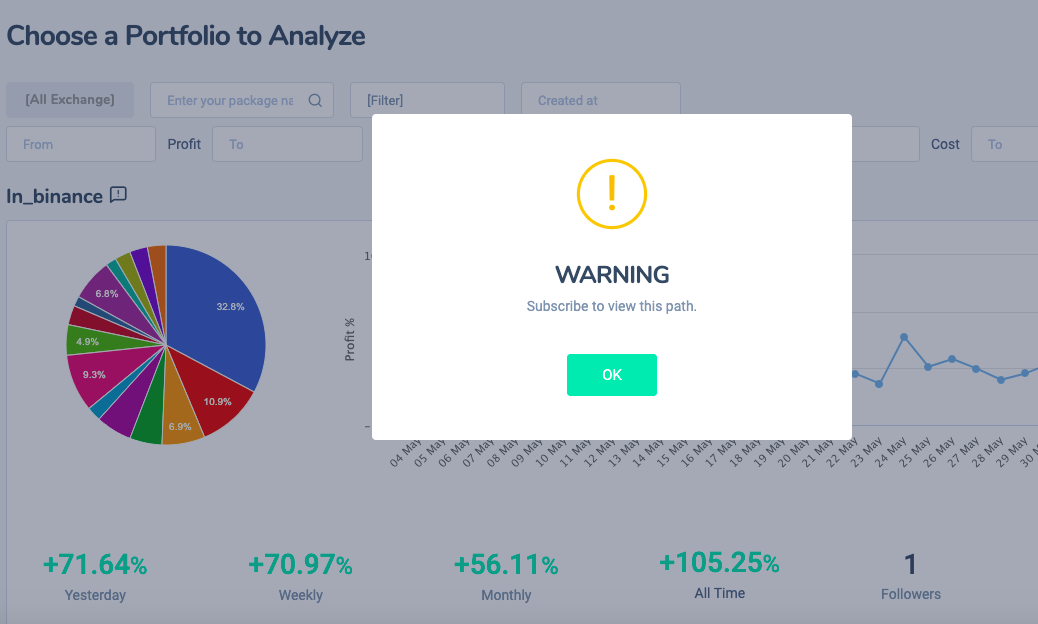 Choose a Portfolio to Analyze
[All Exchange]
Enter your package na
[Filter]
Created at
From
Profit
To
Cost
To
In_binance
WARNING
Subscribe to view this path.
OK
32.8%
10.9%
6.9%
9.3%
4.9%
6.8%
Profit %
04 May
05 May
06 May
07 May
08 May
09 May
10 May
11 May
12 May
13 May
14 May
15 May
16 May
17 May
18 May
19 May
20 May
21 May
22 May
23 May
24 May
25 May
26 May
27 May
28 May
29 May
+71.64%
Yesterday
+70.97%
Weekly
+56.11%
Monthly
+105.25%
All Time
1
Followers